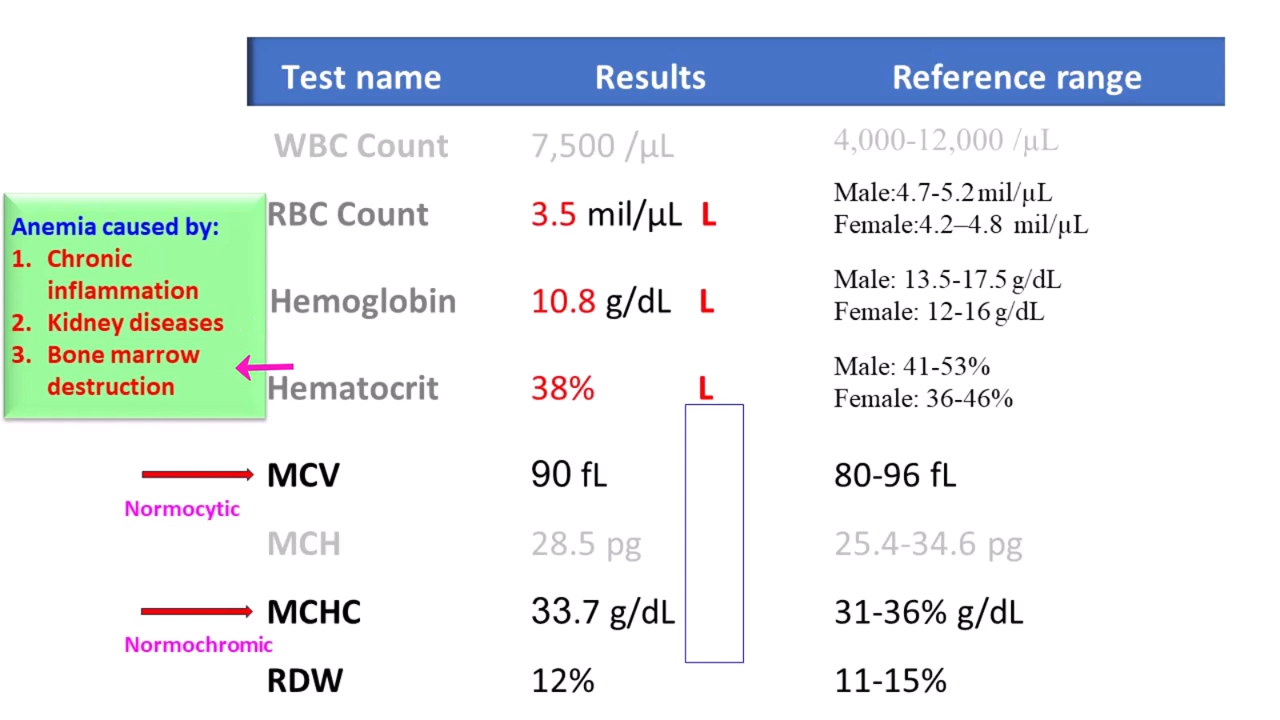 Test name Results Reference range
WBC Count 7,500 /µL 4,000-12,000 /µL
RBC Count 3.5 mil/µL L Male:4.7-5.2 mil/µL
Female:4.2–4.8 mil/µL
Hemoglobin 10.8 g/dL L Male: 13.5-17.5 g/dL
Female: 12-16 g/dL
Hematocrit 38% L Male: 41-53%
Female: 36-46%
Anemia caused by:
1. Chronic
inflammation
2. Kidney diseases
3. Bone marrow
destruction
MCV 90 fL 80-96 fL
Normocytic
MCH 28.5 pg 25.4-34.6 pg
MCHC 33.7 g/dL 31-36% g/dL
Normochromic
RDW 12% 11-15%